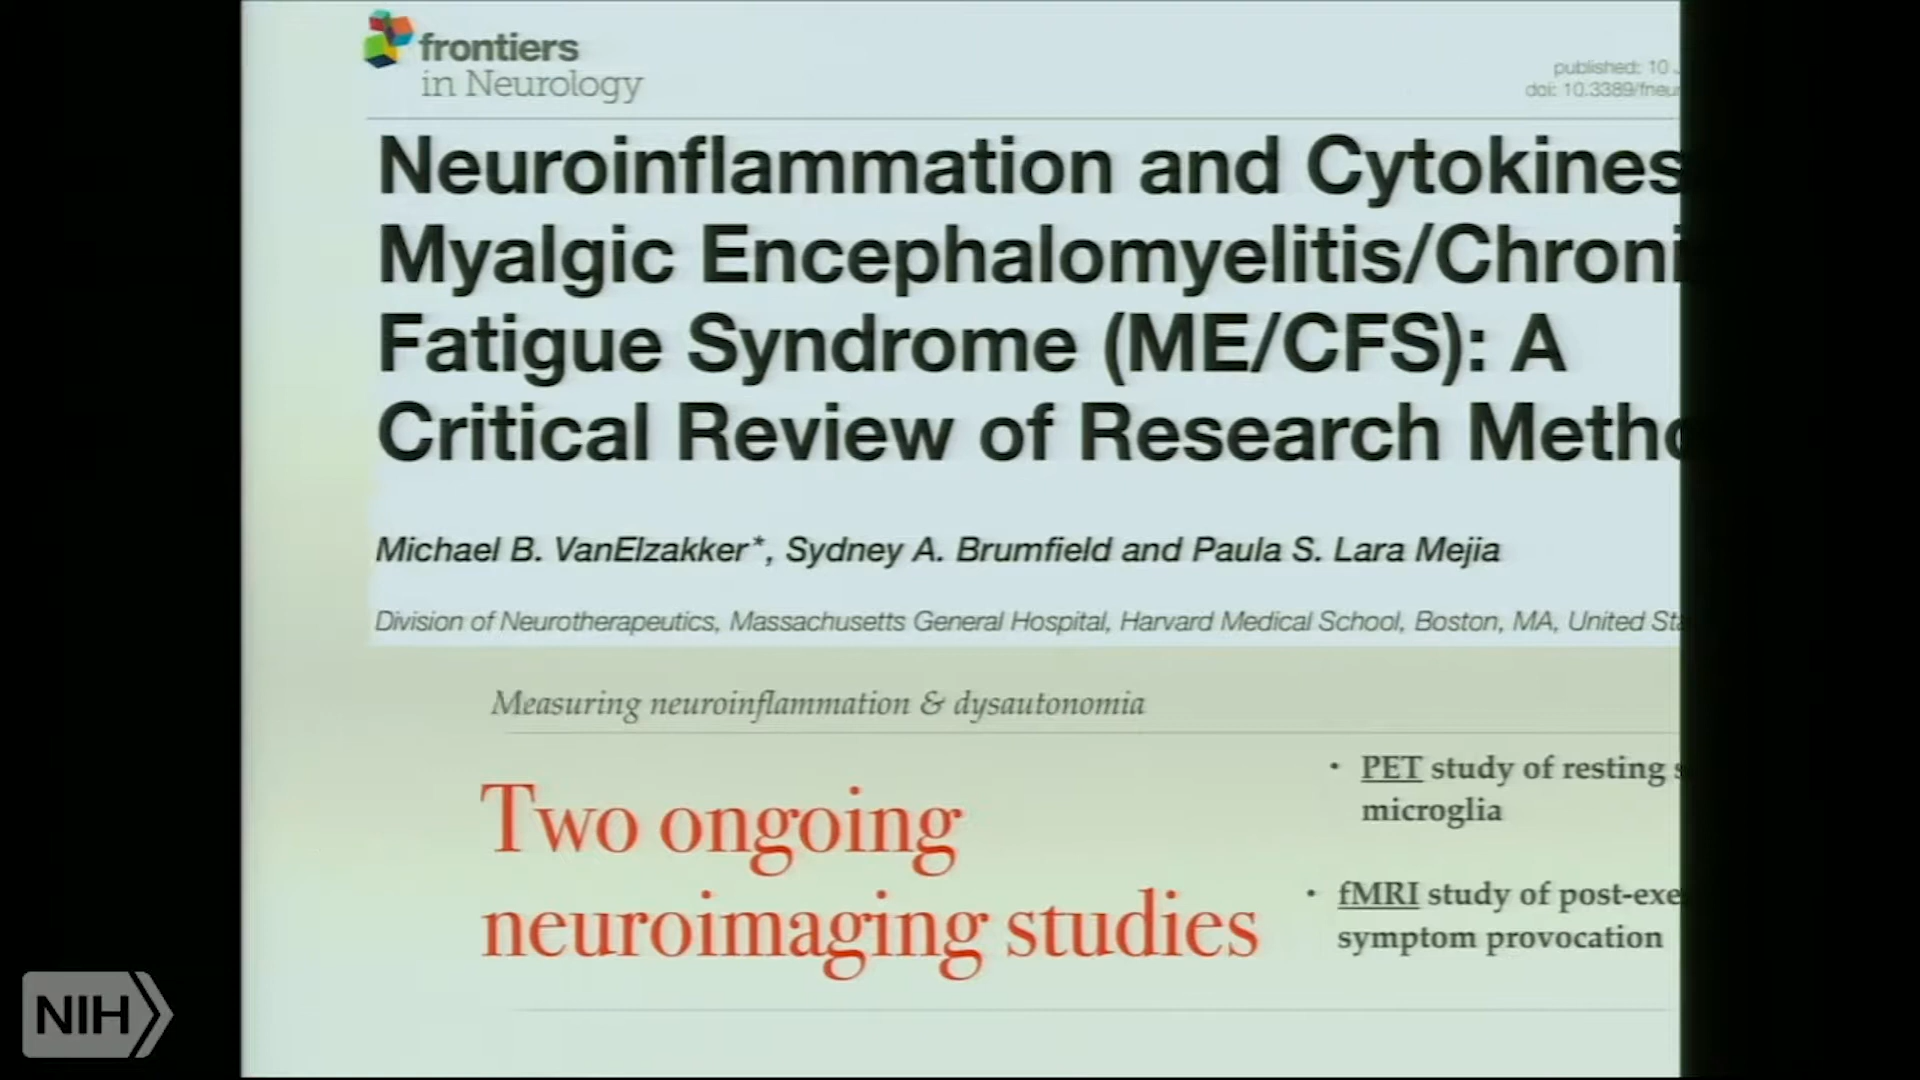 frontiers
in Neurology
published: 10
doi: 10.3389/fneur
Neuroinflammation and Cytokines
Myalgic Encephalomyelitis/Chroni
Fatigue Syndrome (ME/CFS): A
Critical Review of Research Metho
Michael B. VanElzakker*, Sydney A. Brumfield and Paula S. Lara Mejia
Division of Neurotherapeutics, Massachusetts General Hospital, Harvard Medical School, Boston, MA, United Sta
Measuring neuroinflammation & dysautonomia
Two ongoing
neuroimaging studies
• PET study of resting s
microglia
• fMRI study of post-exe
symptom provocation
NIH